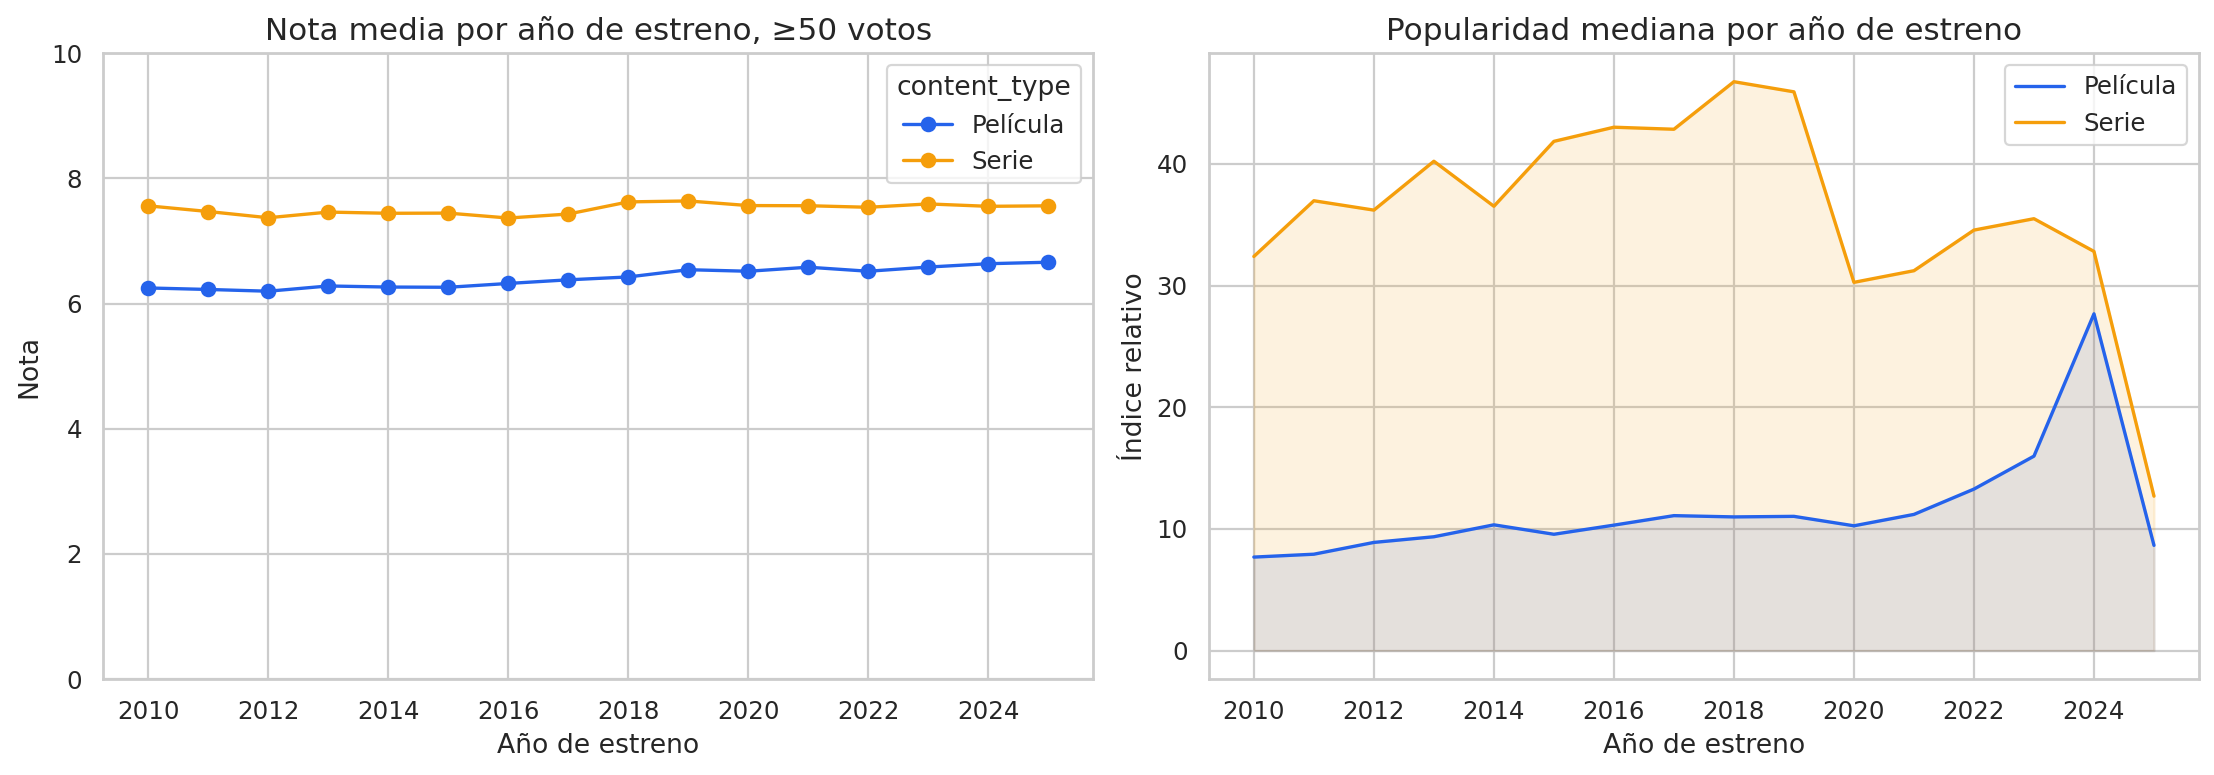 Nota media por año de estreno, ≥50 votos
10
8
6
4
2
0
Nota
content_type
Película
Serie
2010
2012
2014
2016
2018
2020
2022
2024
Año de estreno
Popularidad mediana por año de estreno
40
30
20
10
0
Índice relativo
Película
Serie
2010
2012
2014
2016
2018
2020
2022
2024
Año de estreno